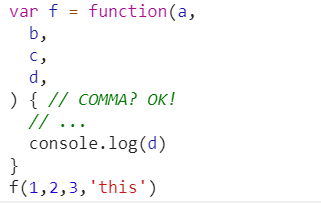 var f = function(a,
  b,
  c,
  d,
) { // COMMA? OK!
  // ...
  console.log(d)
}
f(1,2,3,'this')